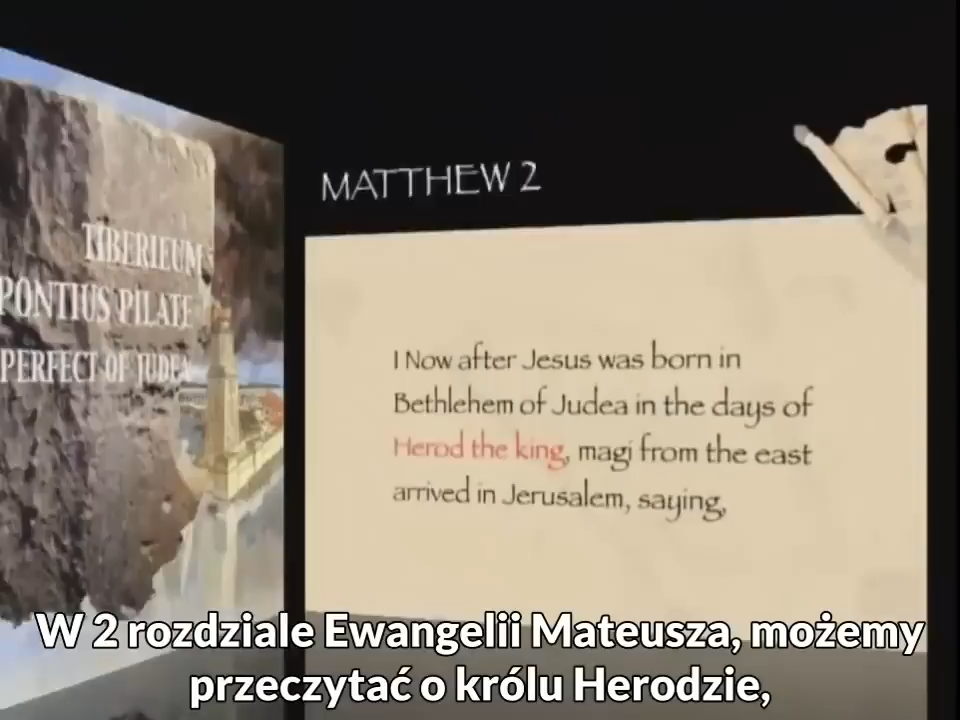 TIBERIEUM
PONTIUS PILATE
PERFECT OF JUDEA
MATTHEW 2
1 Now after Jesus was born in
Bethlehem of Judea in the days of
Herod the king, magi from the east
arrived in Jerusalem, saying,
W 2 rozdziale Ewangelii Mateusza, możemy
przeczytać o królu Herodzie,